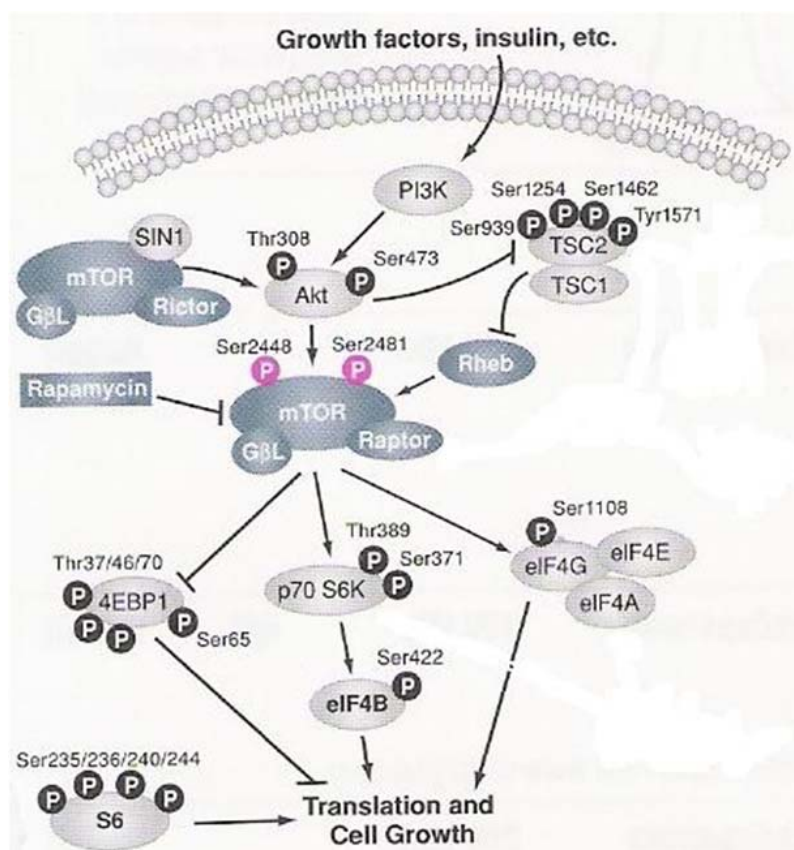 Growth factors, insulin, etc.
PI3K
Ser1254 Ser1462
Ser939 Tyr1571
P P P P
TSC2
TSC1
SIN1
mTOR
GβL Rictor
Thr308
Ser473
P P
Akt
Ser2448 Ser2481
P P
Rheb
Rapamycin
mTOR
GβL Raptor
Thr37/46/70
P 4EBP1
P P P
Ser65
Thr389
P Ser371
p70 S6K P
Ser1108
P
eIF4G eIF4E
eIF4A
Ser422
eIF4B P
Ser235/236/240/244
P P P P
S6
Translation and
Cell Growth